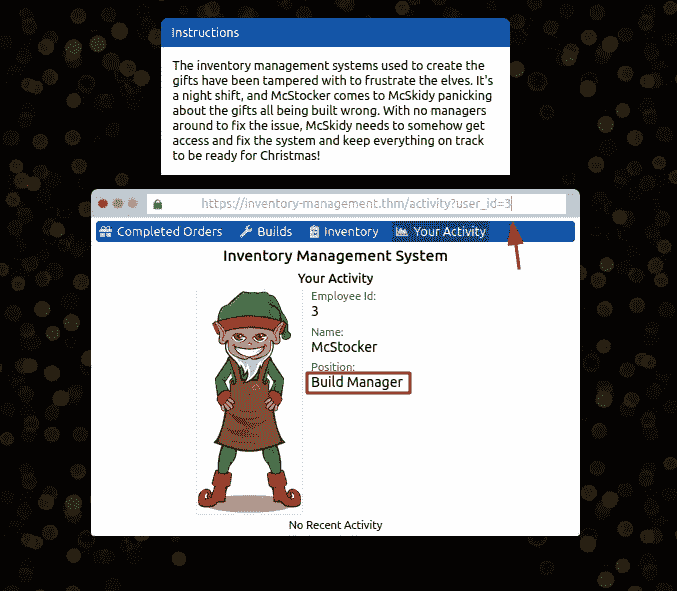 Instructions
The inventory management systems used to create the
gifts have been tampered with to frustrate the elves. It's
a night shift, and McStocker comes to McSkidy panicking
about the gifts all being built wrong. With no managers
around to fix the issue, McSkidy needs to somehow get
access and fix the system and keep everything on track
to be ready for Christmas!
https://inventory-management.thm/activity?user_id=3
Completed Orders Builds Inventory Your Activity
Inventory Management System
Your Activity
Employee Id:
3
Name:
McStocker
Position:
Build Manager
No Recent Activity